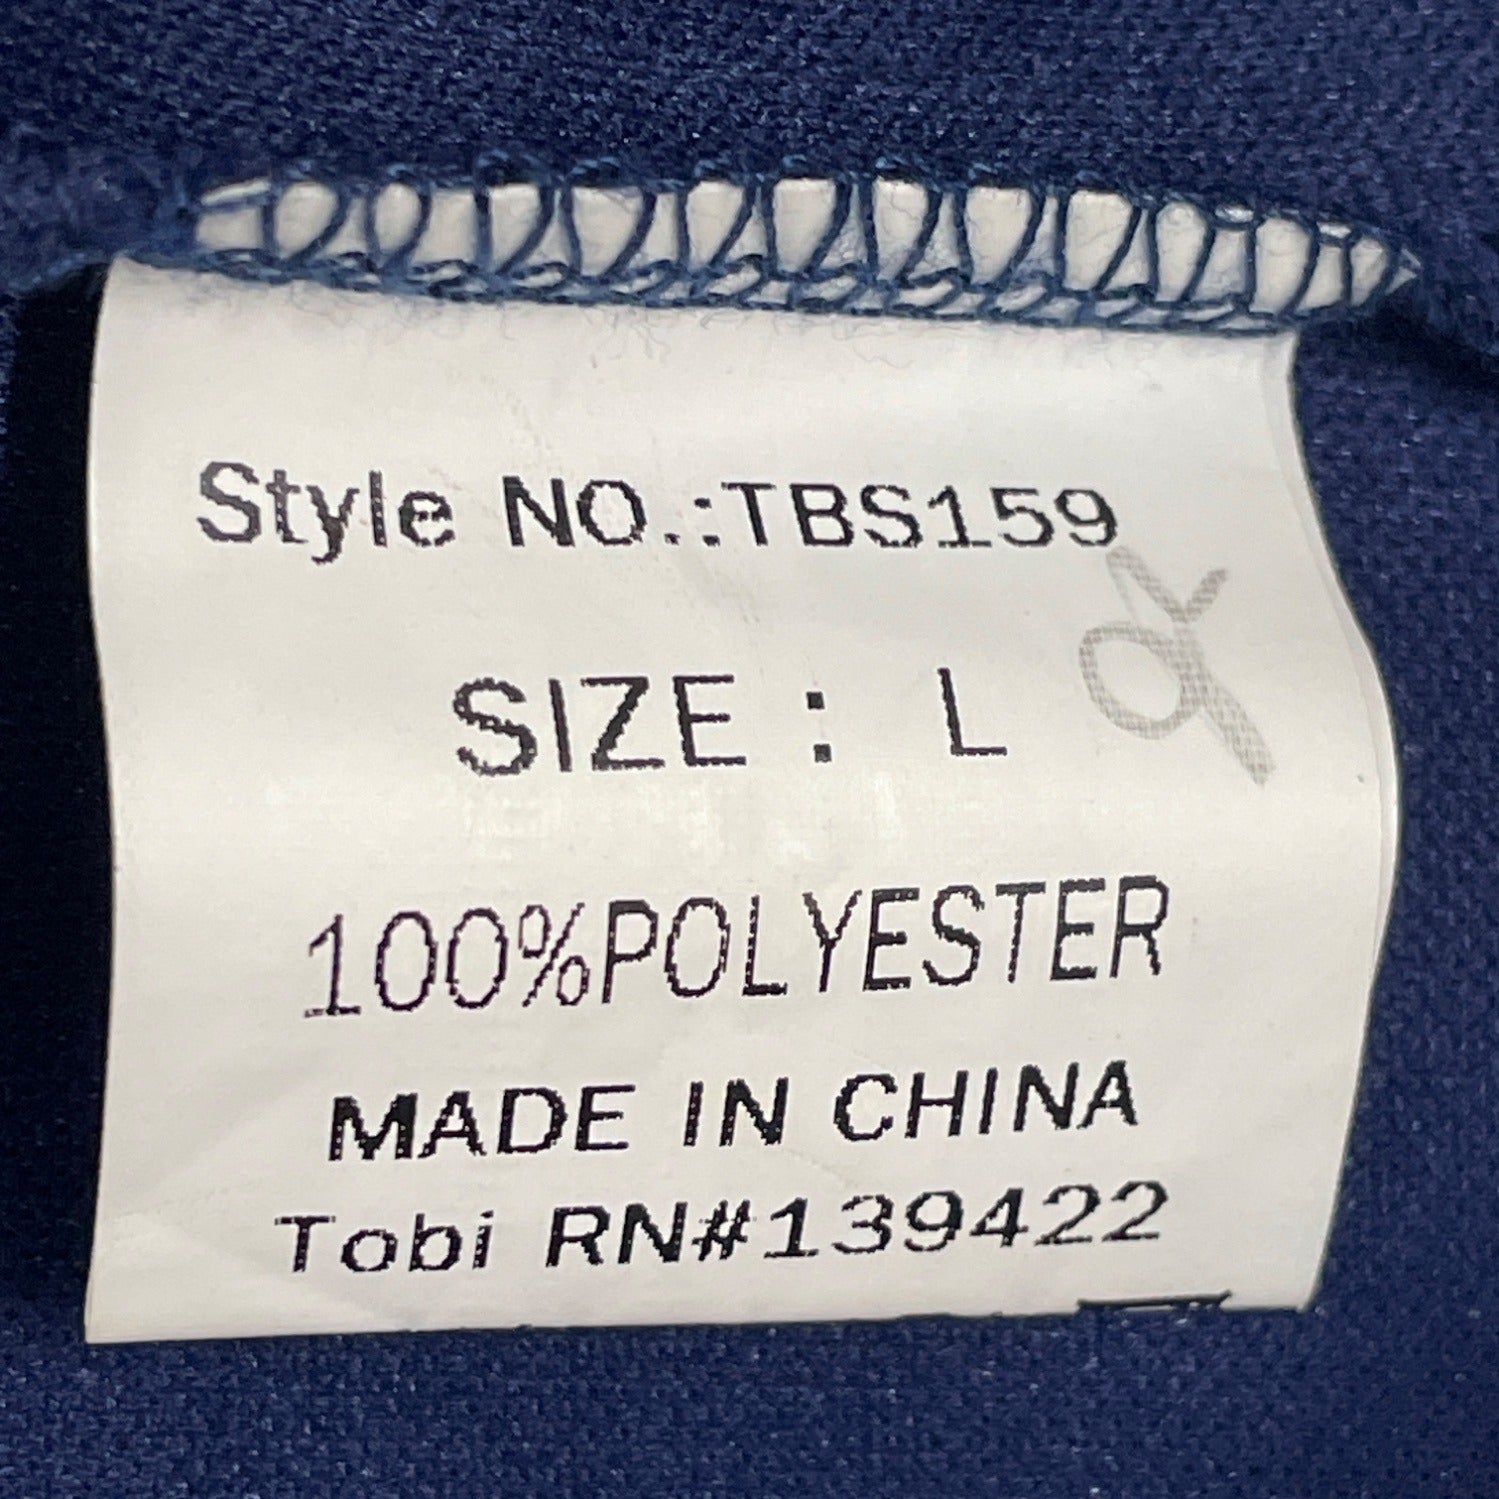 Style NO.:TBS159
SIZE : L
100%POLYESTER
MADE IN CHINA
Tobi RN#139422